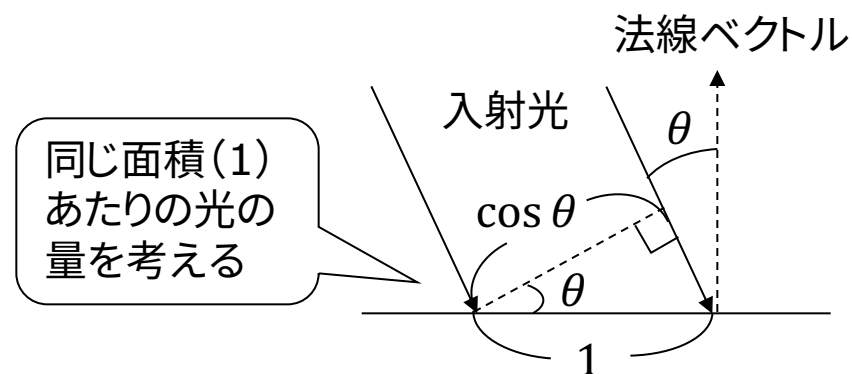 法線ベクトル
入射光
θ
同じ面積(1)
あたりの光の
量を考える
cos θ
θ
1